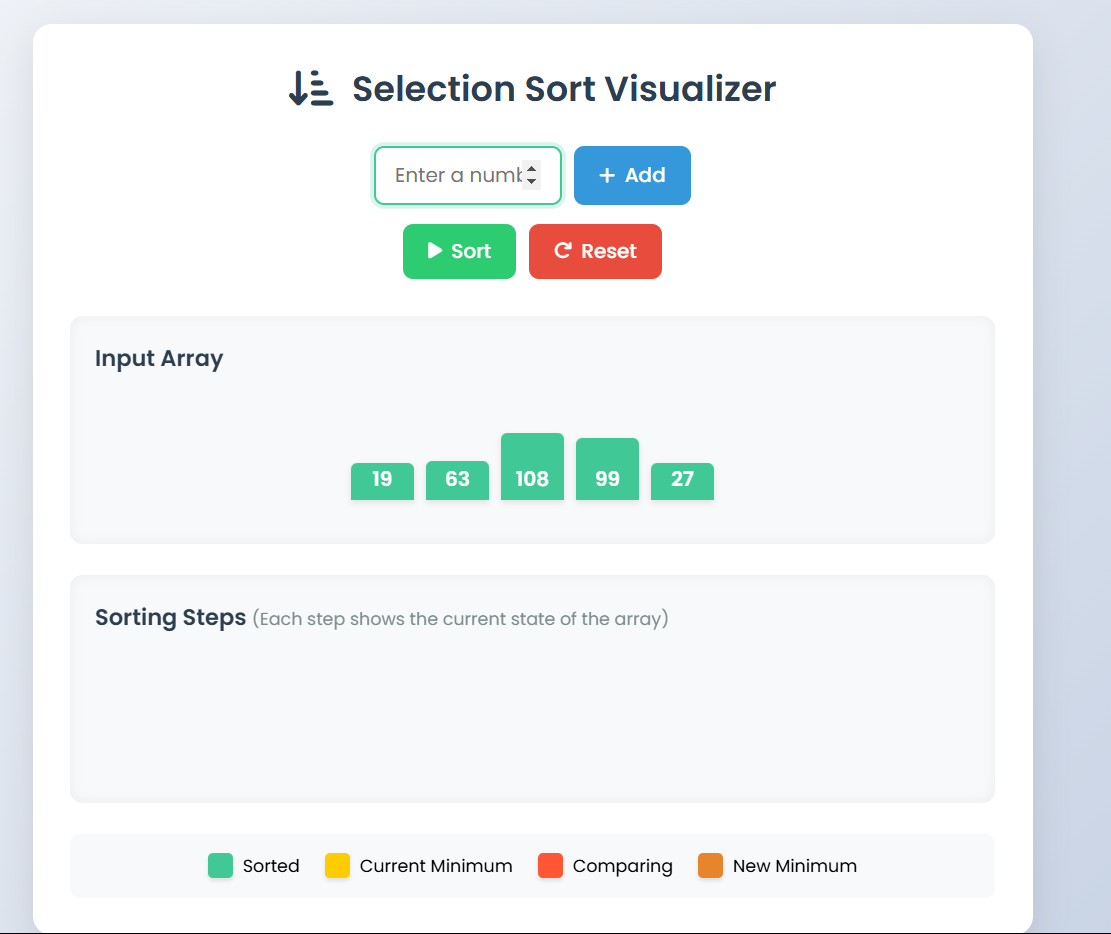 Selection Sort Visualizer
Enter a numb
Add
Sort
Reset
Input Array
19 63 108 99 27
Sorting Steps (Each step shows the current state of the array)
Sorted Current Minimum Comparing New Minimum